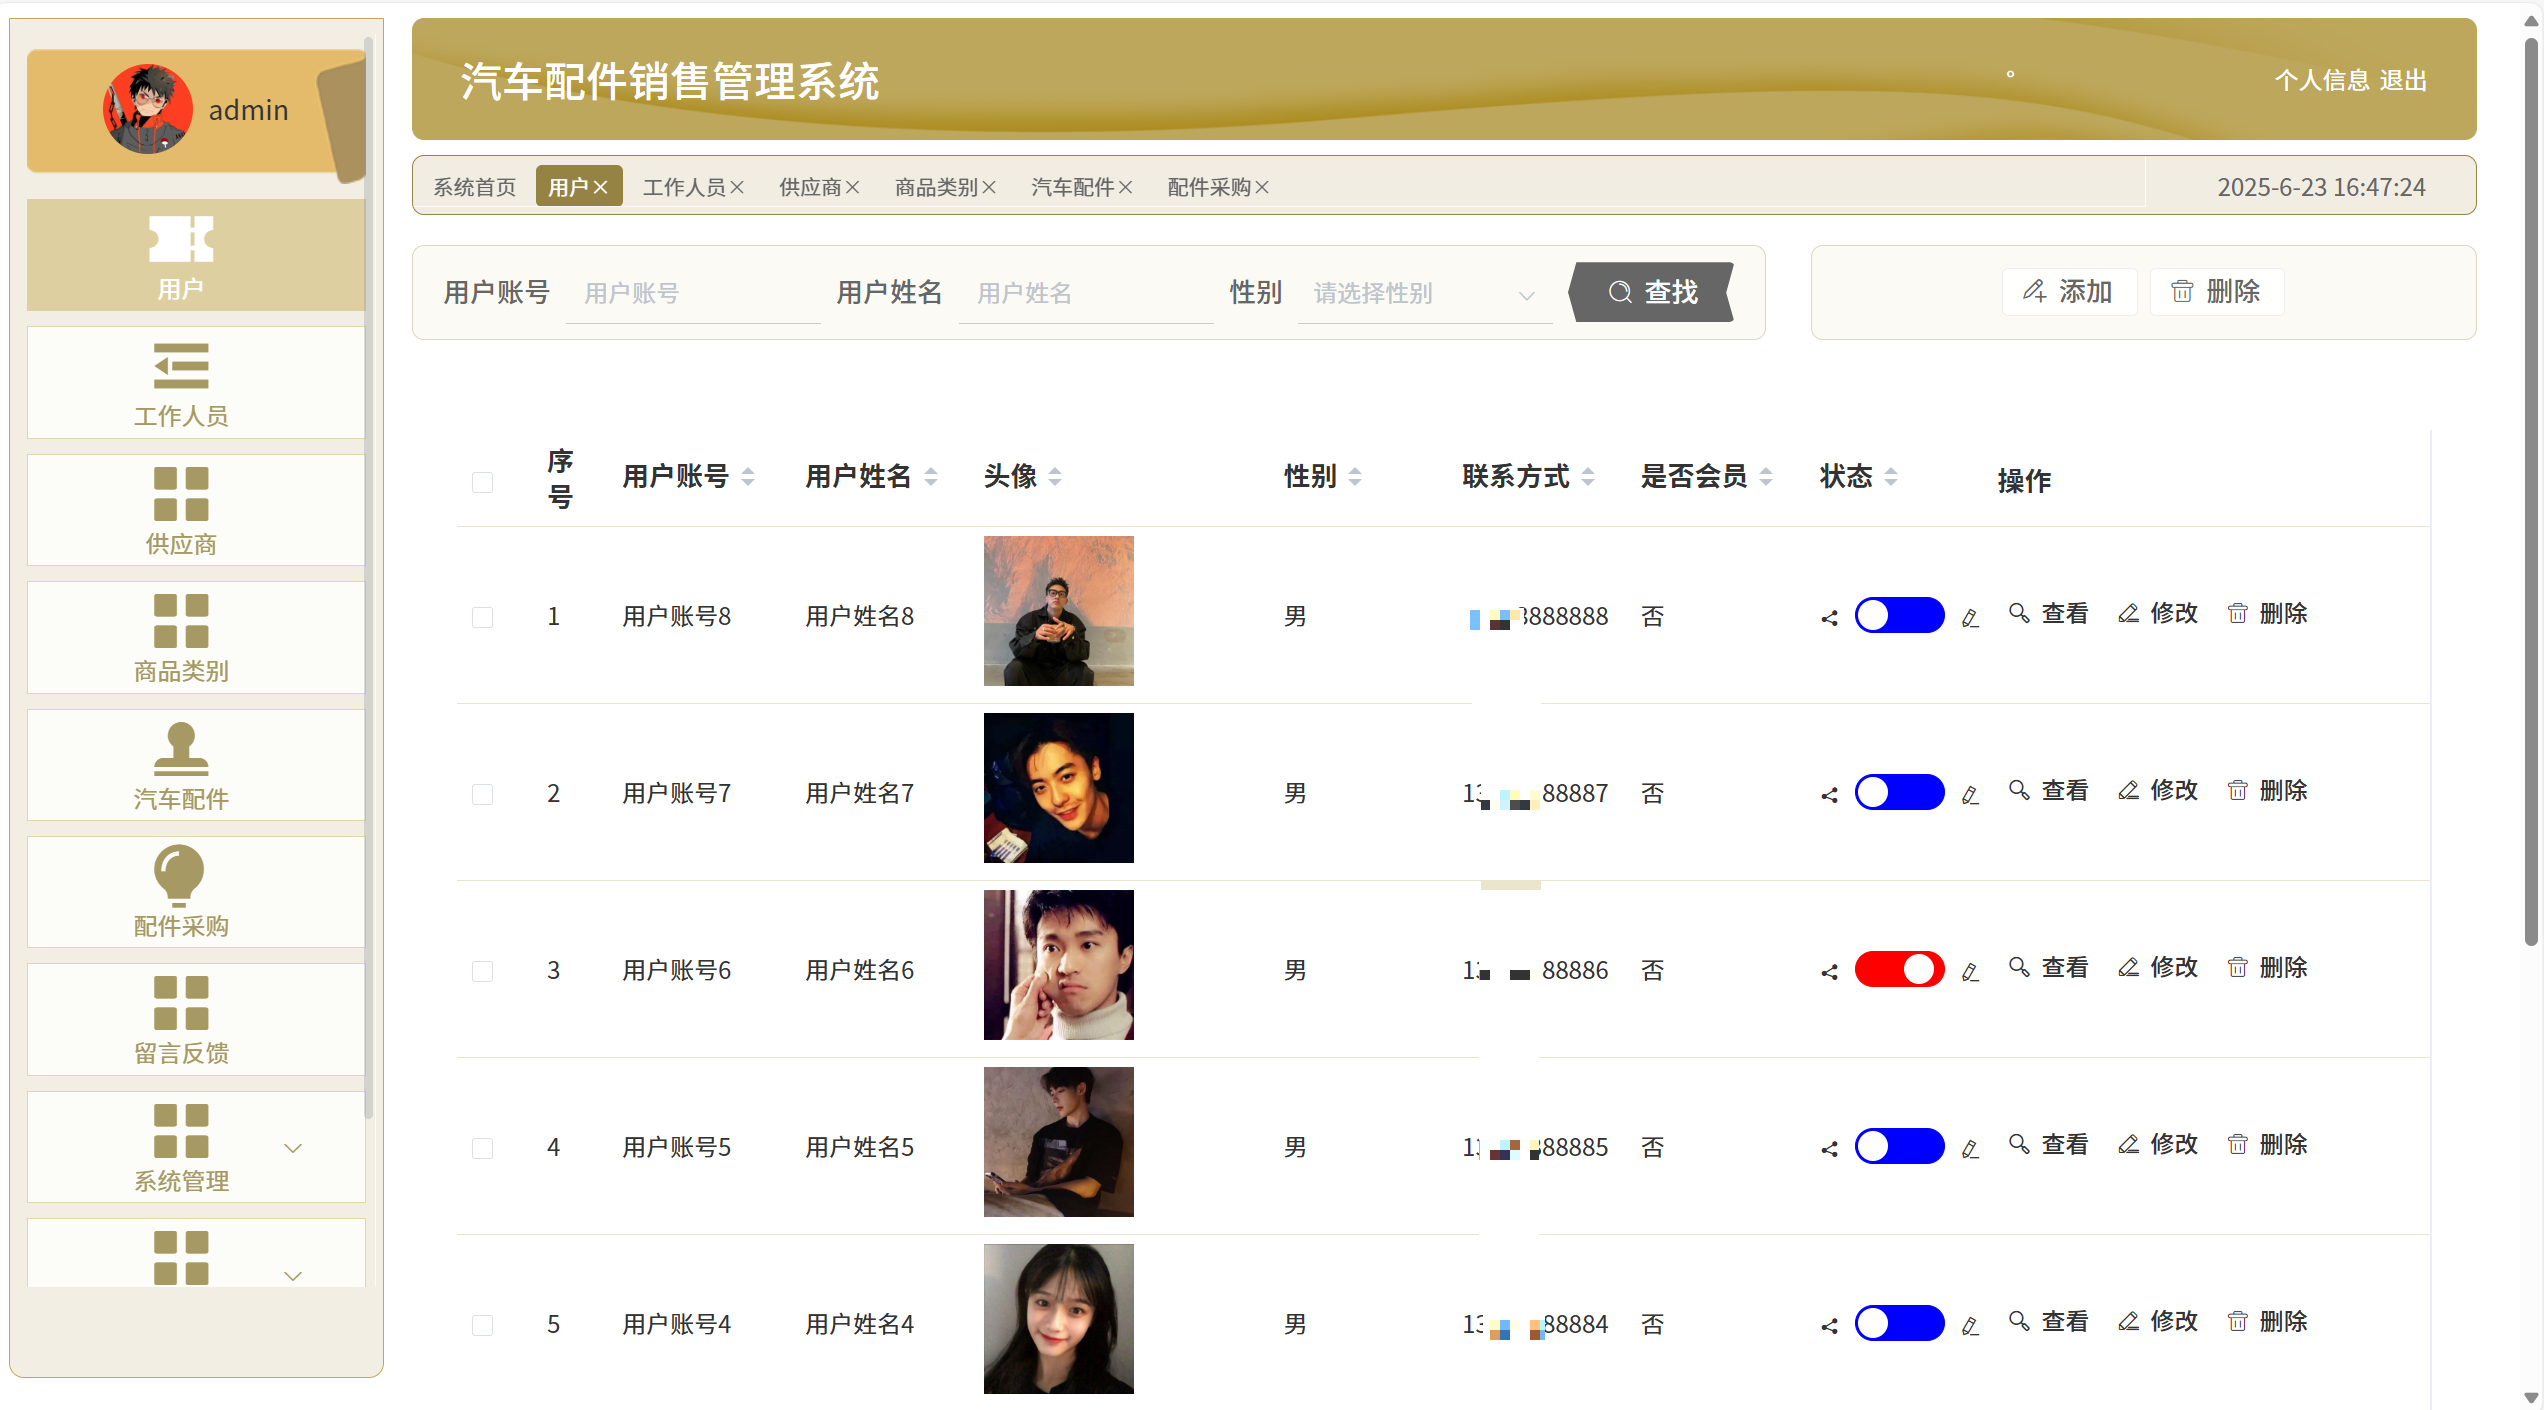 admin
用户
工作人员
供应商
商品类别
汽车配件
配件采购
留言反馈
系统管理
汽车配件销售管理系统
个人信息 退出
系统首页 用户 工作人员 供应商 商品类别 汽车配件 配件采购 2025-6-23 16:47:24
用户账号 用户账号 用户姓名 用户姓名 性别 请选择性别 查找 添加 删除
序号 用户账号 用户姓名 头像 性别 联系方式 是否会员 状态 操作
1 用户账号8 用户姓名8 男 888888 否 查看 修改 删除
2 用户账号7 用户姓名7 男 88887 否 查看 修改 删除
3 用户账号6 用户姓名6 男 88886 否 查看 修改 删除
4 用户账号5 用户姓名5 男 88885 否 查看 修改 删除
5 用户账号4 用户姓名4 男 13 88884 否 查看 修改 删除